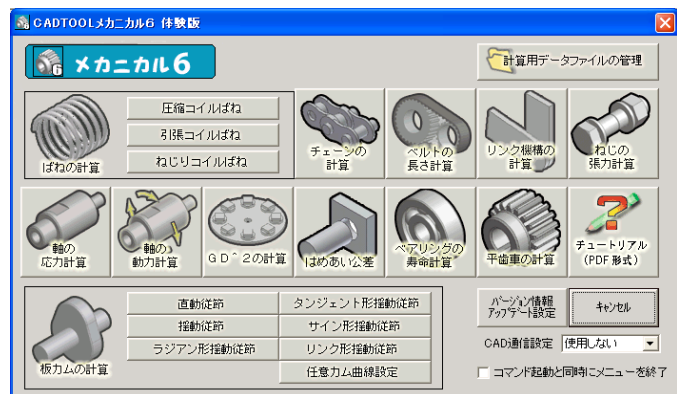 CADTOOLメカニカル6 体験版
6 メカニカル6
計算用データファイルの管理
ばねの計算
圧縮コイルばね
引張コイルばね
ねじりコイルばね
チェーンの
計算
ベルトの
長さ計算
リンク機構の
計算
ねじの
張力計算
軸の
応力計算
軸の
動力計算
GD^2の計算
はめあい公差
ベアリングの
寿命計算
平歯車の計算
チュートリアル
(PDF形式)
板カムの計算
直動従節
揺動従節
ラジアン形揺動従節
タンジェント形揺動従節
サイン形揺動従節
リンク形揺動従節
任意カム曲線設定
バージョン情報
アップデート設定
キャンセル
CAD通信設定 使用しない
コマンド起動と同時にメニューを終了